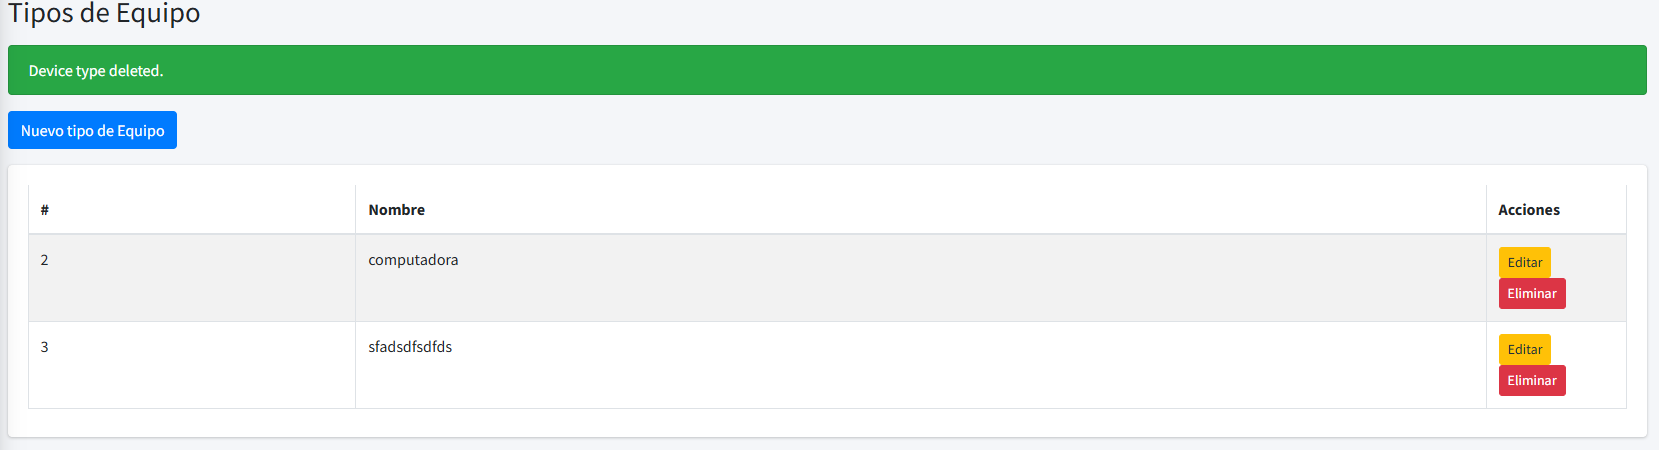 Tipos de Equipo
Device type deleted.
Nuevo tipo de Equipo
# Nombre Acciones
2 computadora Editar
Eliminar
3 sfadsdfsdfds Editar
Eliminar